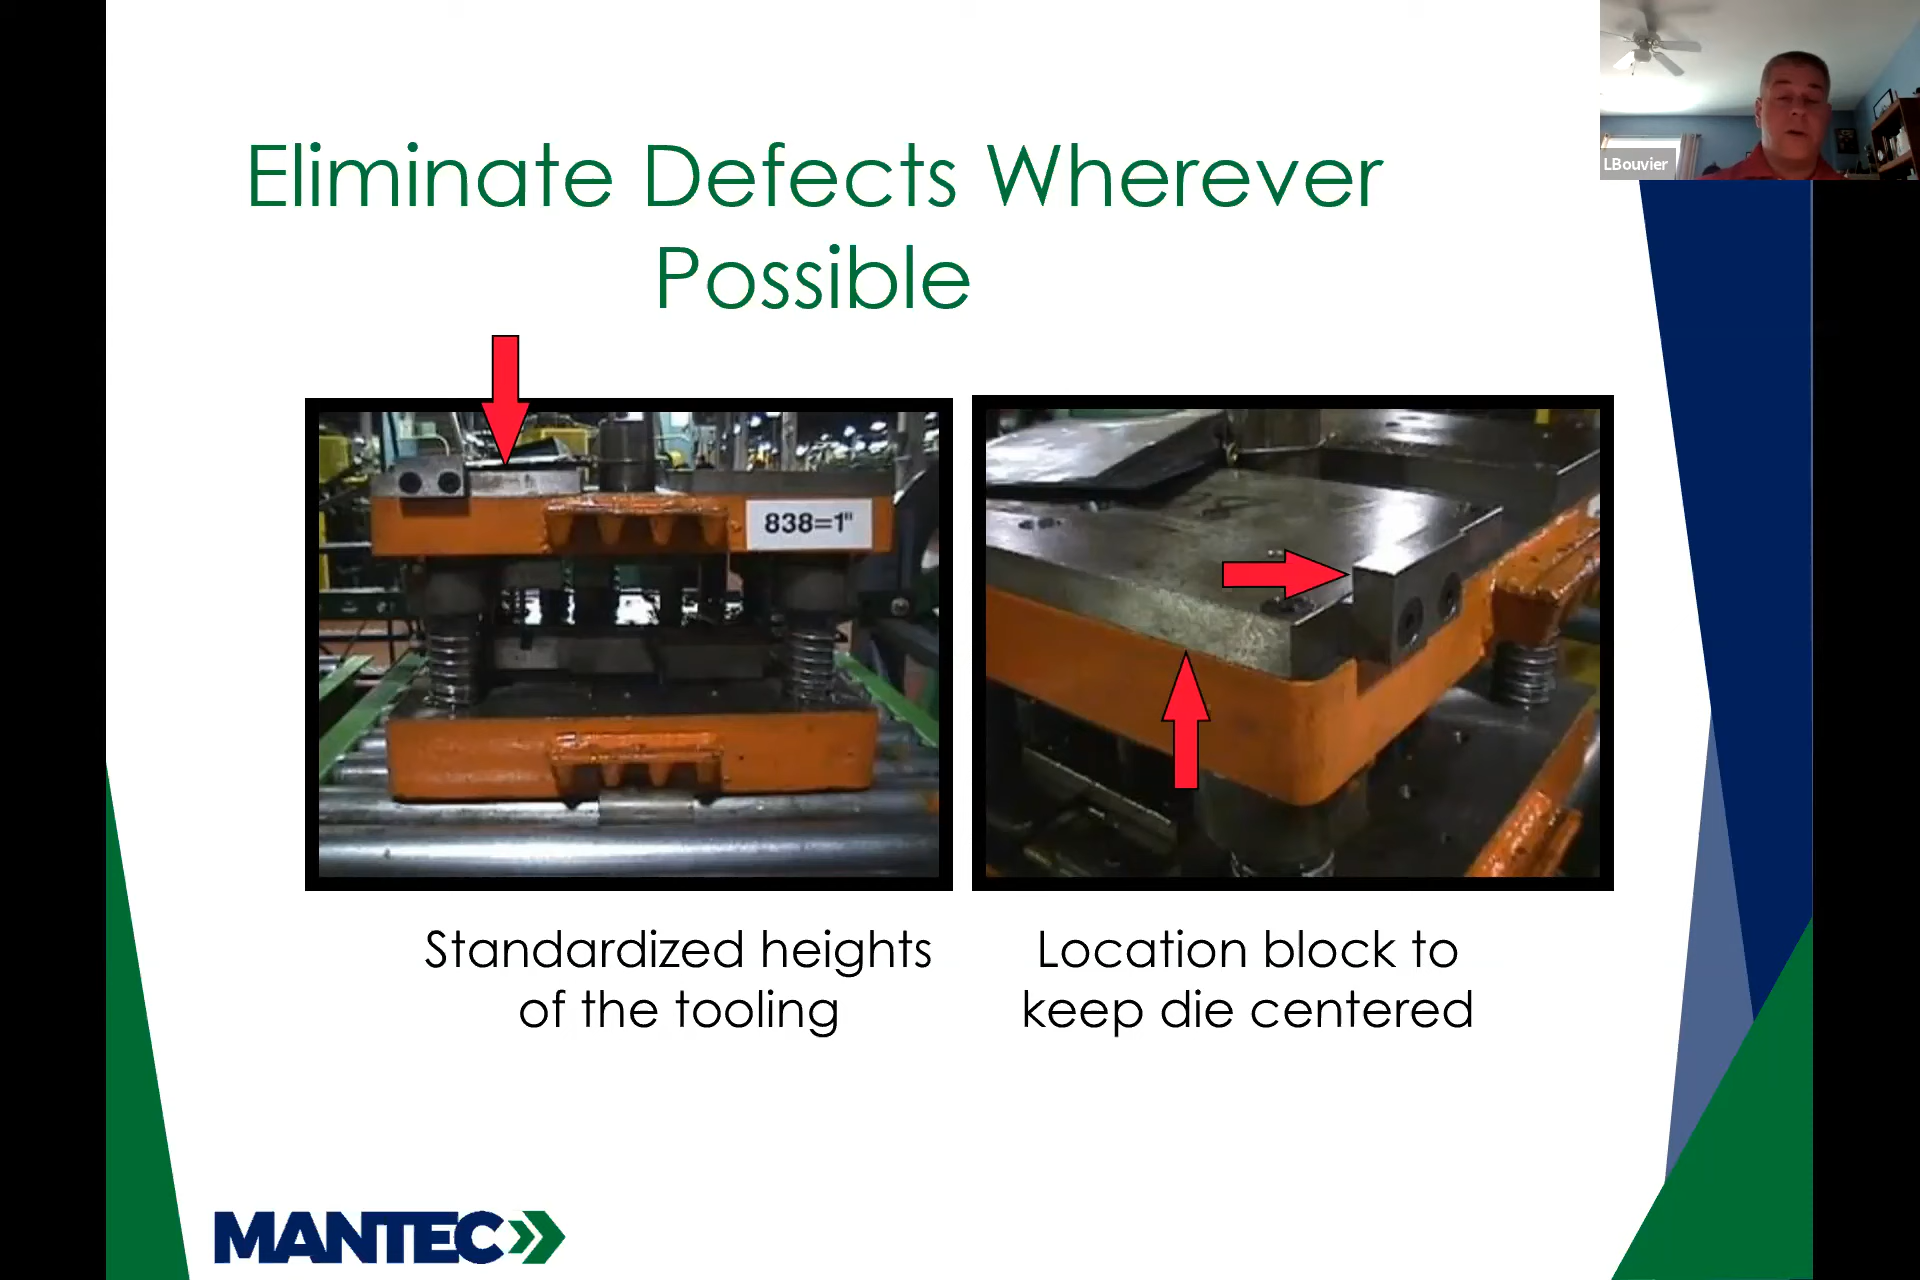 Eliminate Defects Wherever
Possible
LBouvier
838=1"
Standardized heights
of the tooling
Location block to
keep die centered
MANTEC